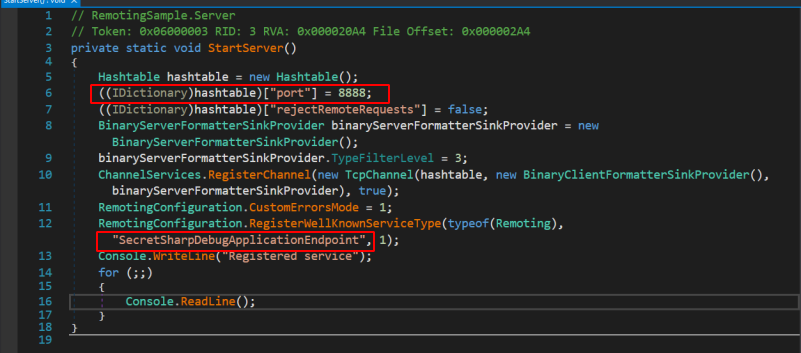 StartServer() : void ×
1 // RemotingSample.Server
2 // Token: 0x06000003 RID: 3 RVA: 0x000020A4 File Offset: 0x000002A4
3 private static void StartServer()
4 {
5 Hashtable hashtable = new Hashtable();
6 ((IDictionary)hashtable)["port"] = 8888;
7 ((IDictionary)hashtable)["rejectRemoteRequests"] = false;
8 BinaryServerFormatterSinkProvider binaryServerFormatterSinkProvider = new
BinaryServerFormatterSinkProvider();
9 binaryServerFormatterSinkProvider.TypeFilterLevel = 3;
10 ChannelServices.RegisterChannel(new TcpChannel(hashtable, new BinaryClientFormatterSinkProvider(),
binaryServerFormatterSinkProvider), true);
11 RemotingConfiguration.CustomErrorsMode = 1;
12 RemotingConfiguration.RegisterWellKnownServiceType(typeof(Remoting),
"SecretSharpDebugApplicationEndpoint", 1);
13 Console.WriteLine("Registered service");
14 for (;;)
15 {
16 Console.ReadLine();
17 }
18 }
19